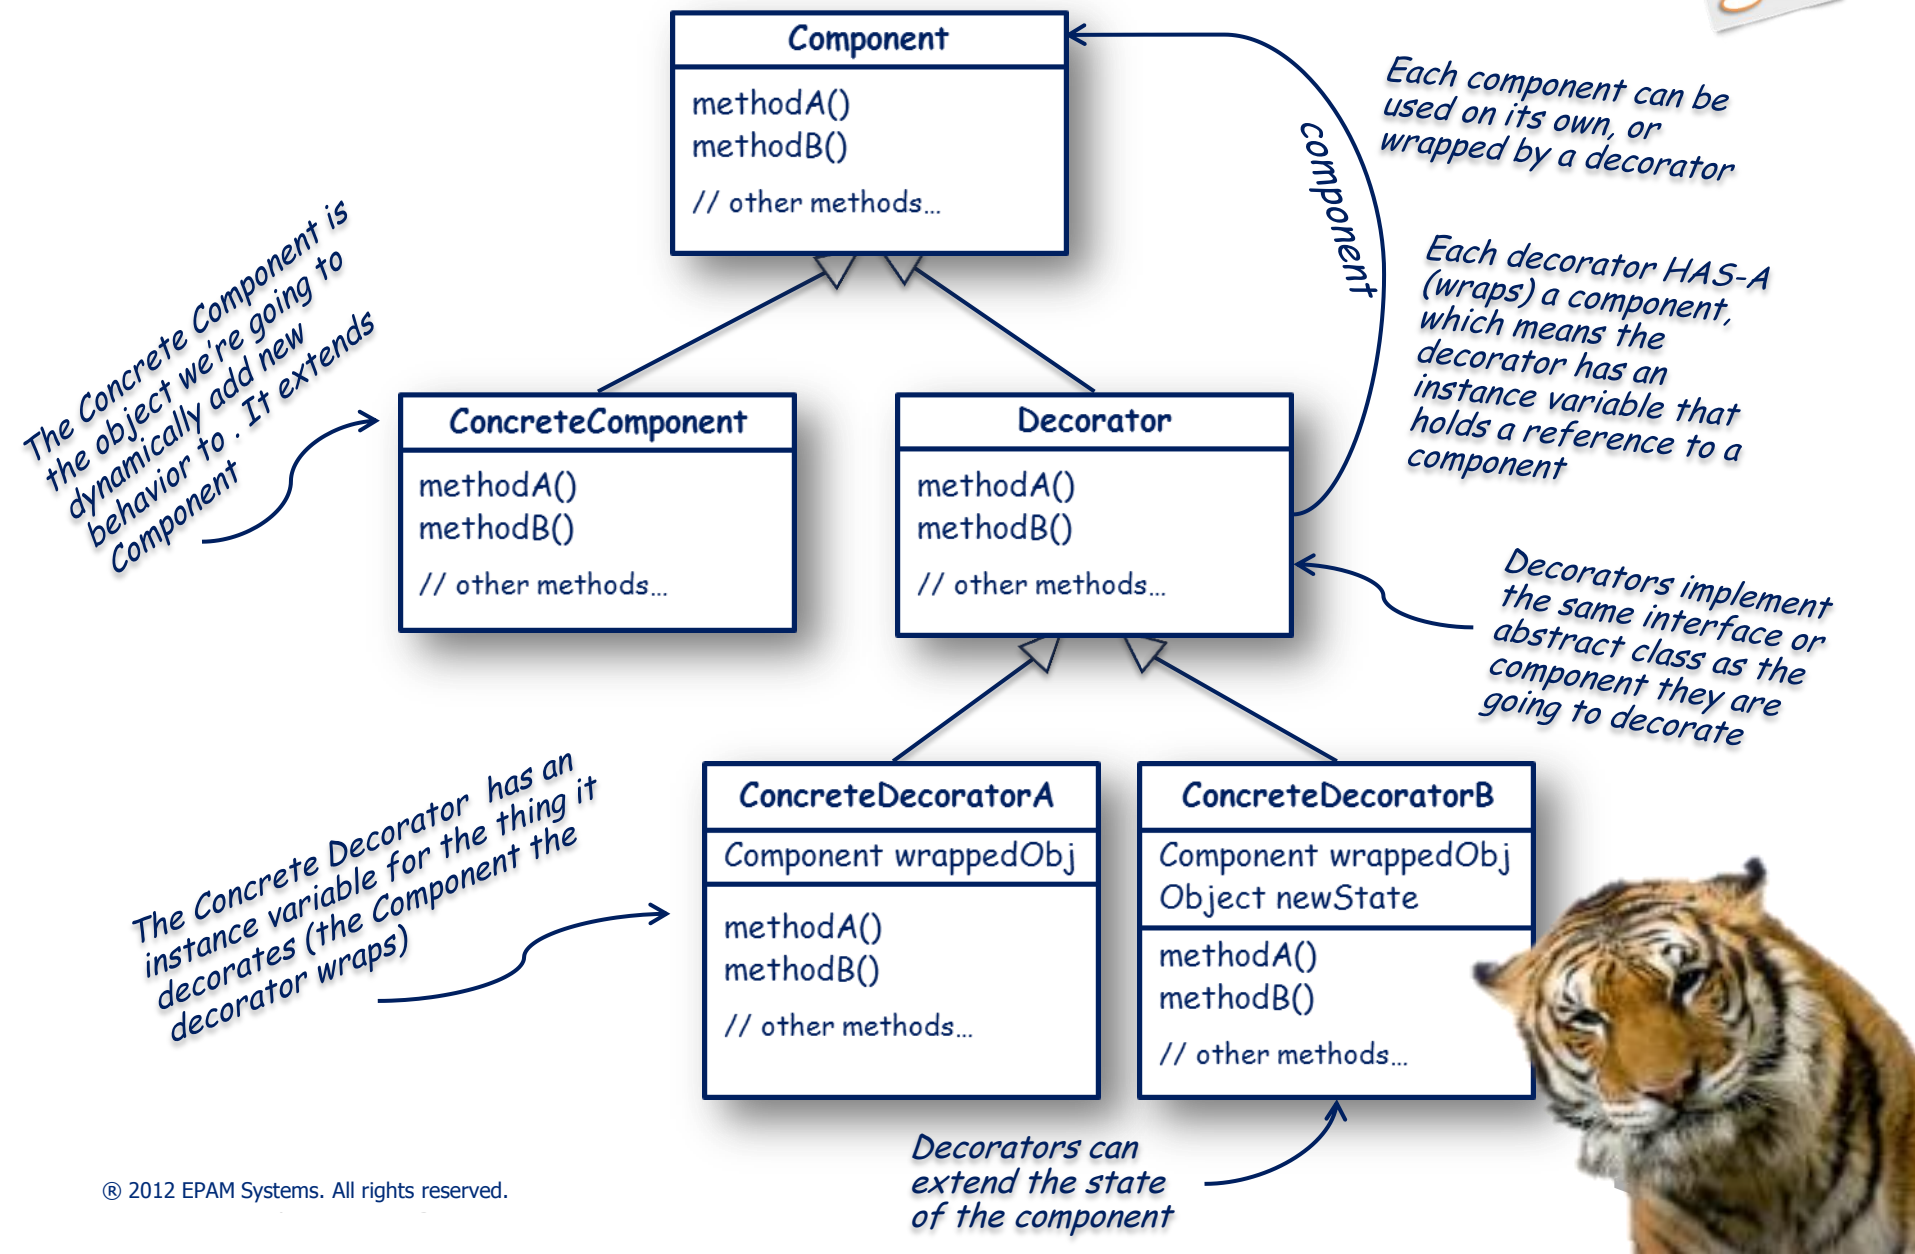 Component
methodA()
methodB()
// other methods…
component
Each component can be
used on its own, or
wrapped by a decorator
Each decorator HAS-A
(wraps) a component,
which means the
decorator has an
instance variable that
holds a reference to a
component
The Concrete Component is
the object we're going to
dynamically add new
behavior to . It extends
Component
ConcreteComponent
methodA()
methodB()
// other methods…
Decorator
methodA()
methodB()
// other methods…
Decorators implement
the same interface or
abstract class as the
component they are
going to decorate
The Concrete Decorator has an
instance variable for the thing it
decorates (the Component the
decorator wraps)
ConcreteDecoratorA
Component wrappedObj
methodA()
methodB()
// other methods…
ConcreteDecoratorB
Component wrappedObj
Object newState
methodA()
methodB()
// other methods…
Decorators can
extend the state
of the component
® 2012 EPAM Systems. All rights reserved.